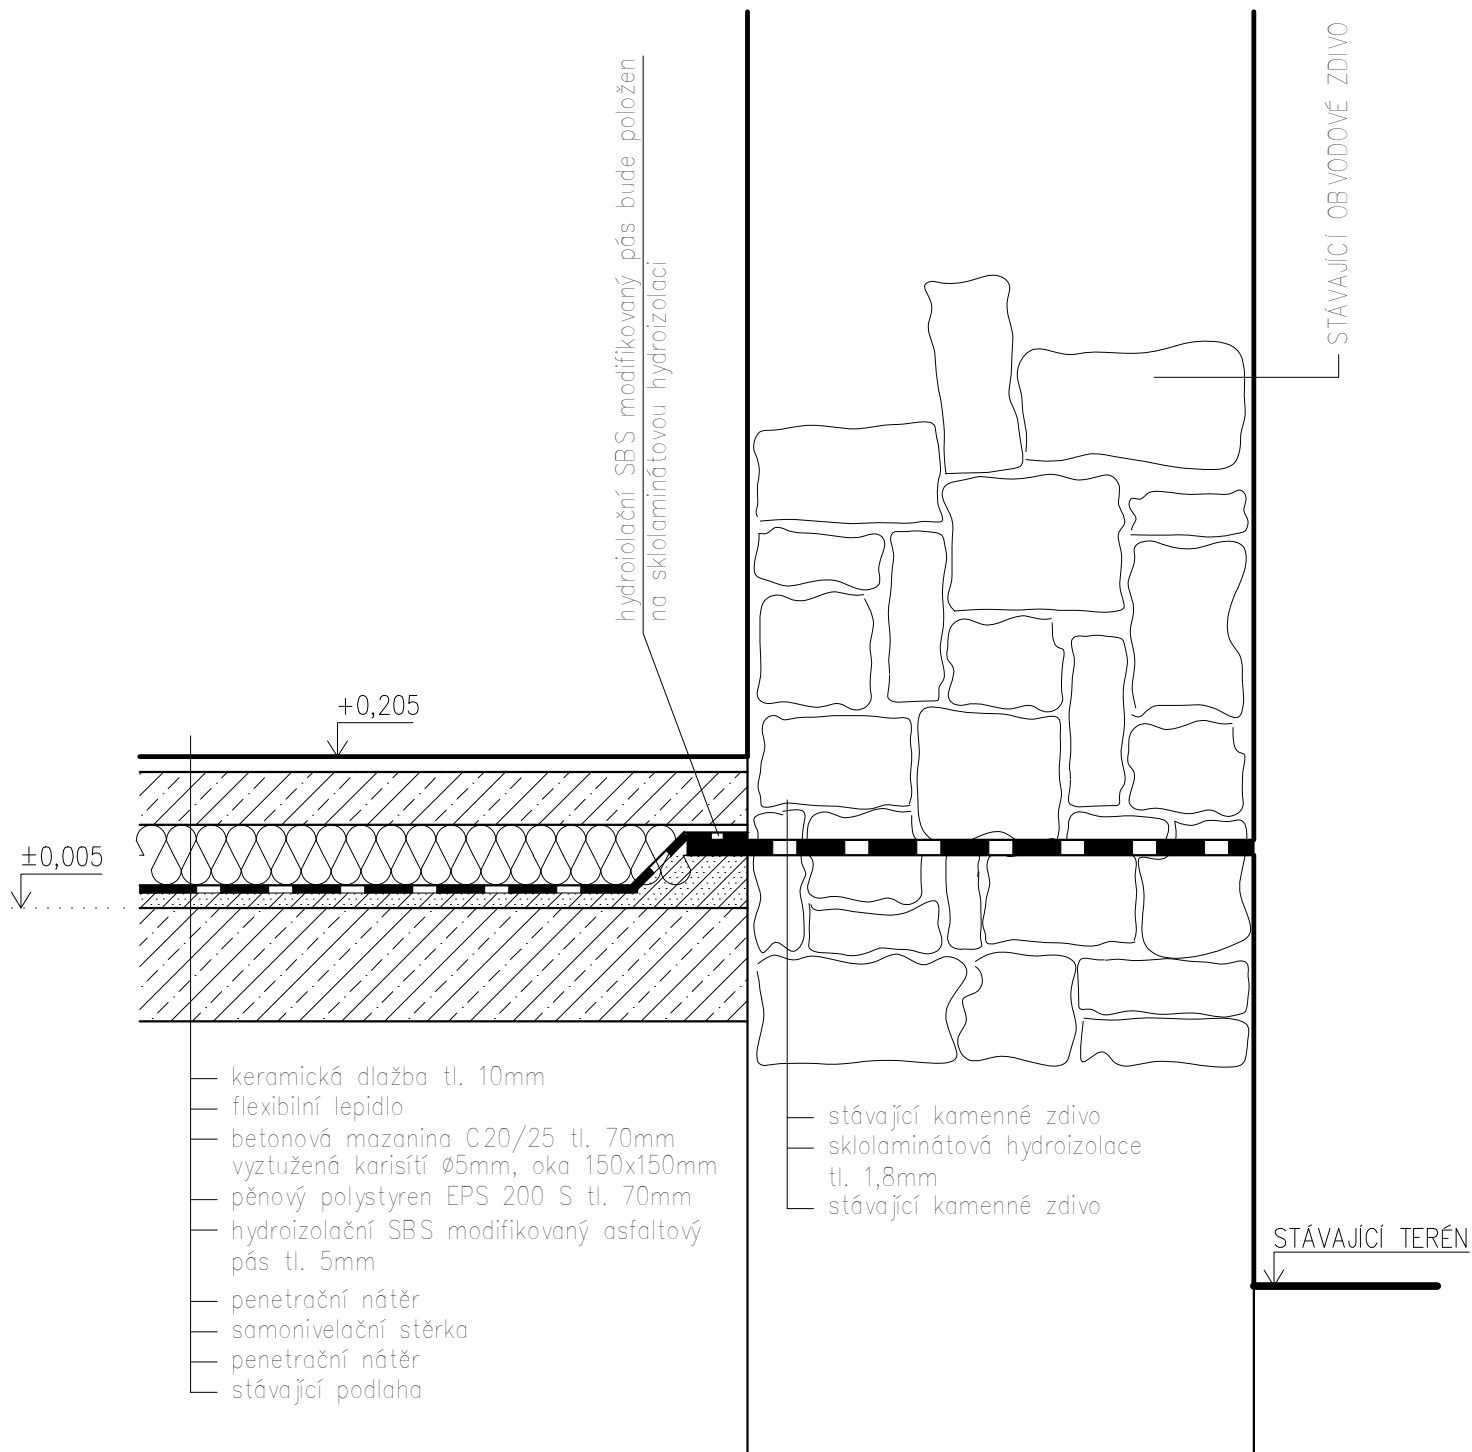 hydroiolační SBS modifikovaný pás bude položen
na sklolaminátovou hydroizolaci
STÁVAJÍCÍ OBVODOVÉ ZDIVO
+0,205
±0,005
keramická dlažba tl. 10mm
flexibilní lepidlo
betonová mazanina C20/25 tl. 70mm
vyztužená karisítí ø5mm, oka 150x150mm
pěnový polystyren EPS 200 S tl. 70mm
hydroizolační SBS modifikovaný asfaltový
pás tl. 5mm
penetrační nátěr
samonivelační stěrka
penetrační nátěr
stávající podlaha
stávající kamenné zdivo
sklolaminátová hydroizolace
tl. 1,8mm
stávající kamenné zdivo
STÁVAJÍCÍ TERÉN